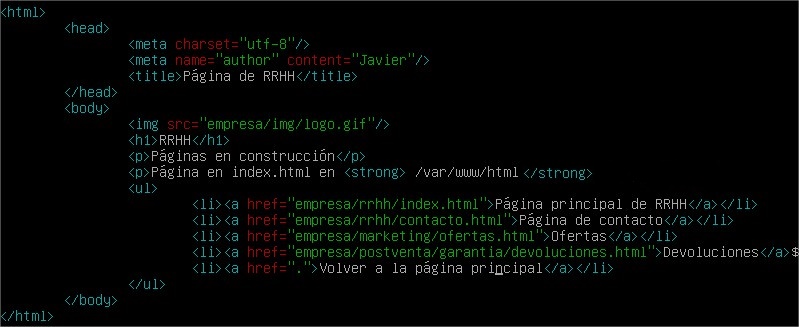 <html>
<head>
<meta charset="utf-8"/>
<meta name="author" content="Javier"/>
<title>Página de RRHH</title>
</head>
<body>
<img src="empresa/img/logo.gif"/>
<h1>RRHH</h1>
<p>Páginas en construcción</p>
<p>Página en index.html en <strong> /var/www/html </strong>
<ul>
<li><a href="empresa/rrhh/index.html">Página principal de RRHH</a></li>
<li><a href="empresa/rrhh/contacto.html">Página de contacto</a></li>
<li><a href="empresa/marketing/ofertas.html">Ofertas</a></li>
<li><a href="empresa/postventa/garantia/devoluciones.html">Devoluciones</a>$
<li><a href=".">Volver a la página principal</a></li>
</ul>
</body>
</html>